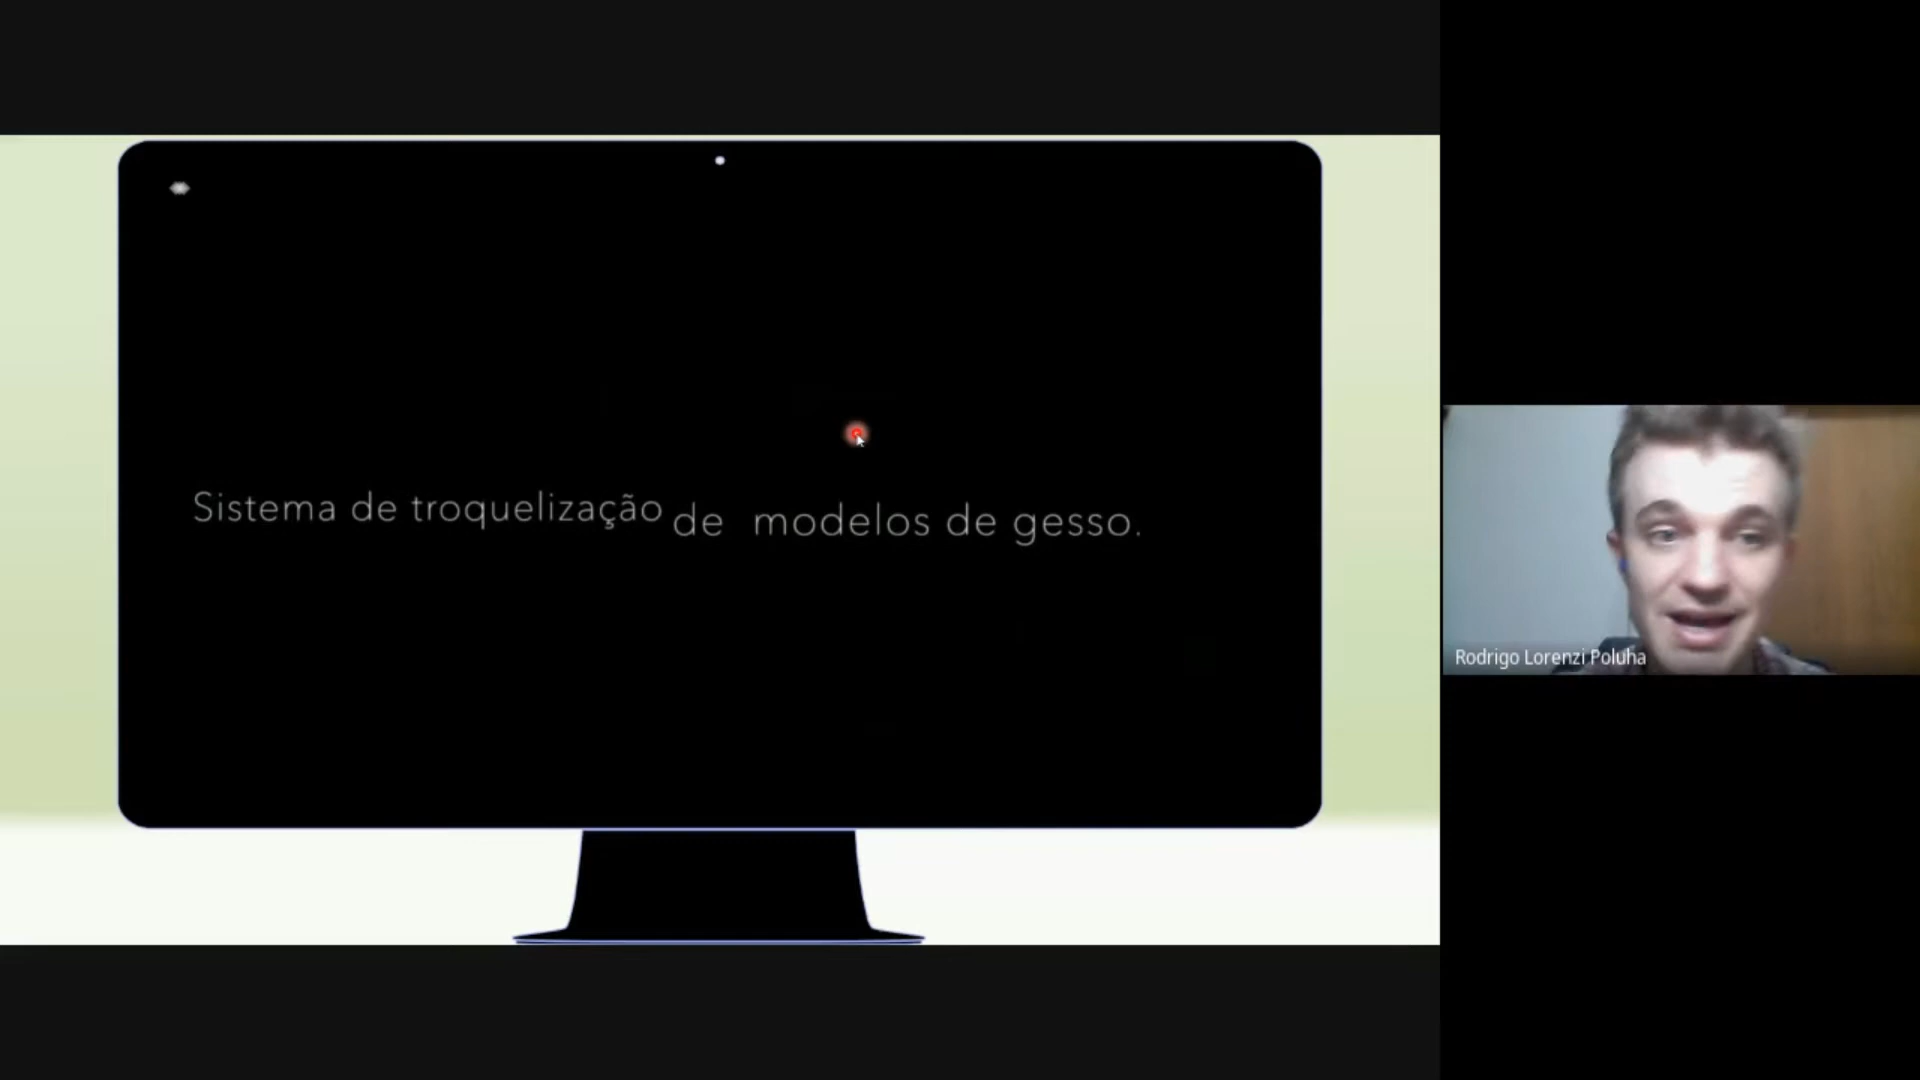 Sistema de troquelização de  modelos de gesso.
Rodrigo Lorenzi Poluha